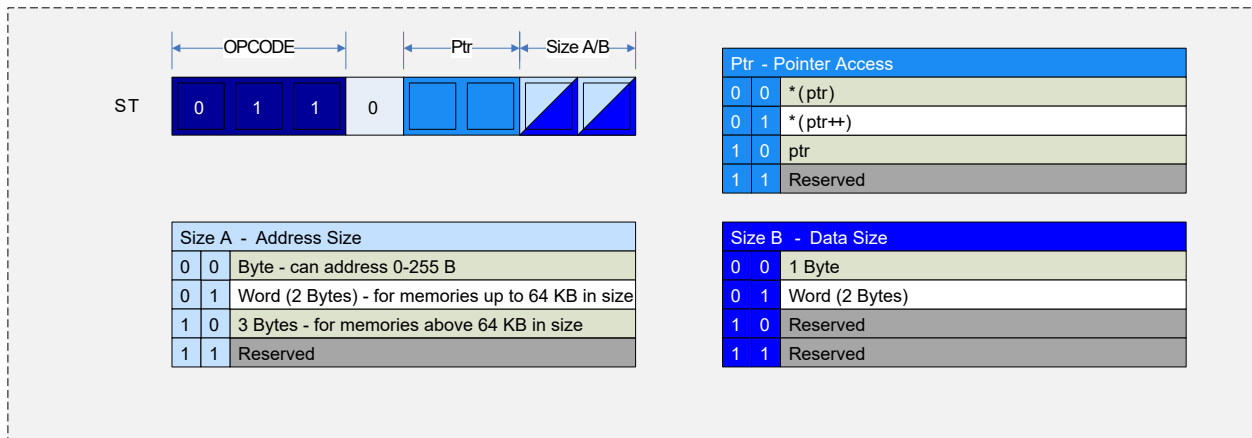 OPCODE Ptr Size A/B
ST 0 1 1 0
Ptr - Pointer Access
0 0 *(ptr)
0 1 *(ptr++)
1 0 ptr
1 1 Reserved
Size A - Address Size
0 0 Byte - can address 0-255 B
0 1 Word (2 Bytes) - for memories up to 64 KB in size
1 0 3 Bytes - for memories above 64 KB in size
1 1 Reserved
Size B - Data Size
0 0 1 Byte
0 1 Word (2 Bytes)
1 0 Reserved
1 1 Reserved